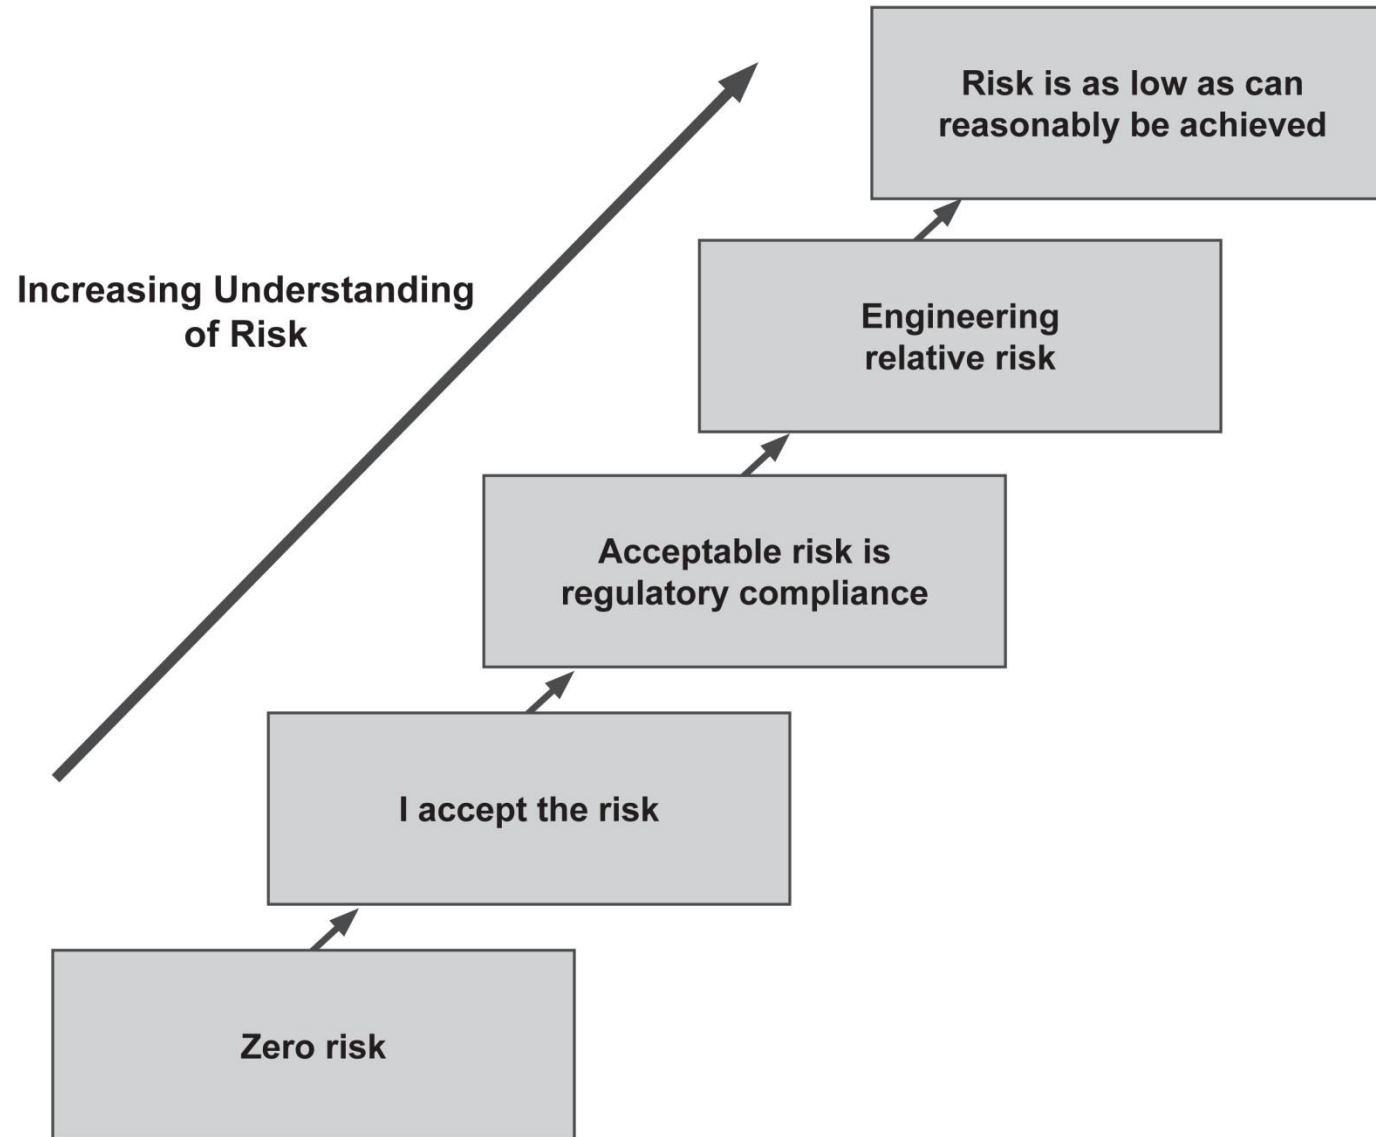 Risk is as low as can
reasonably be achieved
Increasing Understanding
of Risk
Engineering
relative risk
Acceptable risk is
regulatory compliance
I accept the risk
Zero risk